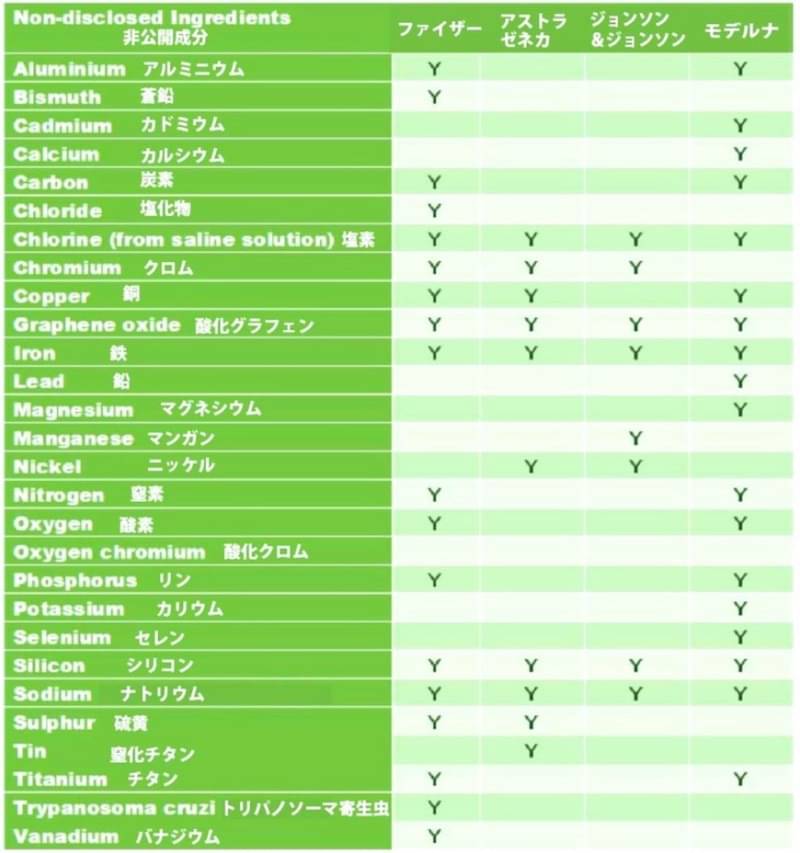 Non-disclosed Ingredients
非公開成分 ファイザー アストラゼネカ ジョンソン&ジョンソン モデルナ
Aluminium アルミニウム Y Y
Bismuth 蒼鉛 Y
Cadmium カドミウム Y
Calcium カルシウム Y
Carbon 炭素 Y Y
Chloride 塩化物 Y
Chlorine (from saline solution) 塩素 Y Y Y Y
Chromium クロム Y Y Y
Copper 銅 Y Y Y
Graphene oxide 酸化グラフェン Y Y Y Y
Iron 鉄 Y Y Y Y
Lead 鉛 Y
Magnesium マグネシウム Y
Manganese マンガン Y
Nickel ニッケル Y Y
Nitrogen 窒素 Y Y
Oxygen 酸素 Y Y
Oxygen chromium 酸化クロム
Phosphorus リン Y Y
Potassium カリウム Y
Selenium セレン Y
Silicon シリコン Y Y Y Y
Sodium ナトリウム Y Y Y Y
Sulphur 硫黄 Y Y
Tin 窒化チタン Y
Titanium チタン Y Y
Trypanosoma cruzi トリパノソーマ寄生虫 Y
Vanadium バナジウム Y